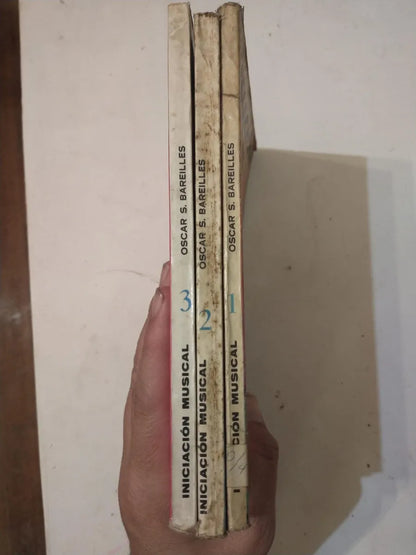 INICIACIÓN MUSICAL 3 OSCAR S. BAREILLES
INICIACIÓN MUSICAL 2 OSCAR S. BAREILLES
CIÓN MUSICAL 1 OSCAR S. BAREILLES